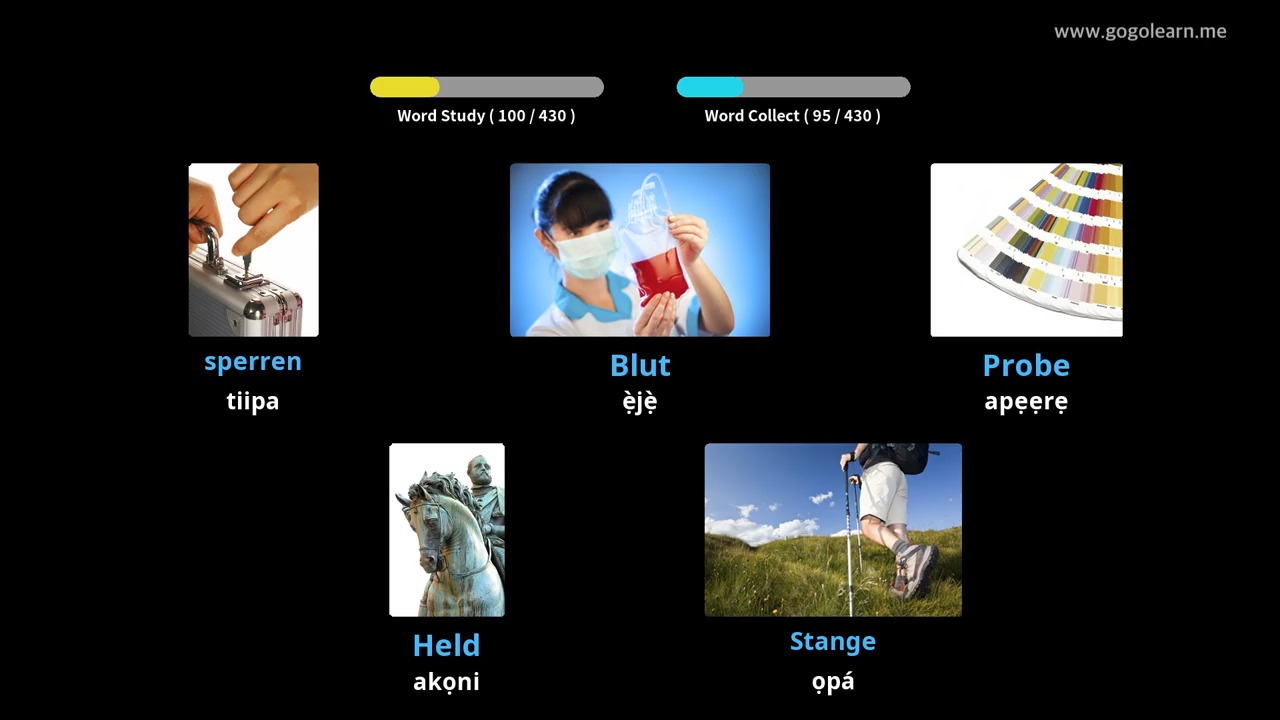 www.gogolearn.me
Word Study ( 100 / 430 )
Word Collect ( 95 / 430 )
sperren
tiipa
Blut
ẹ̀jẹ̀
Probe
apẹẹrẹ
Held
akọni
Stange
ọpá